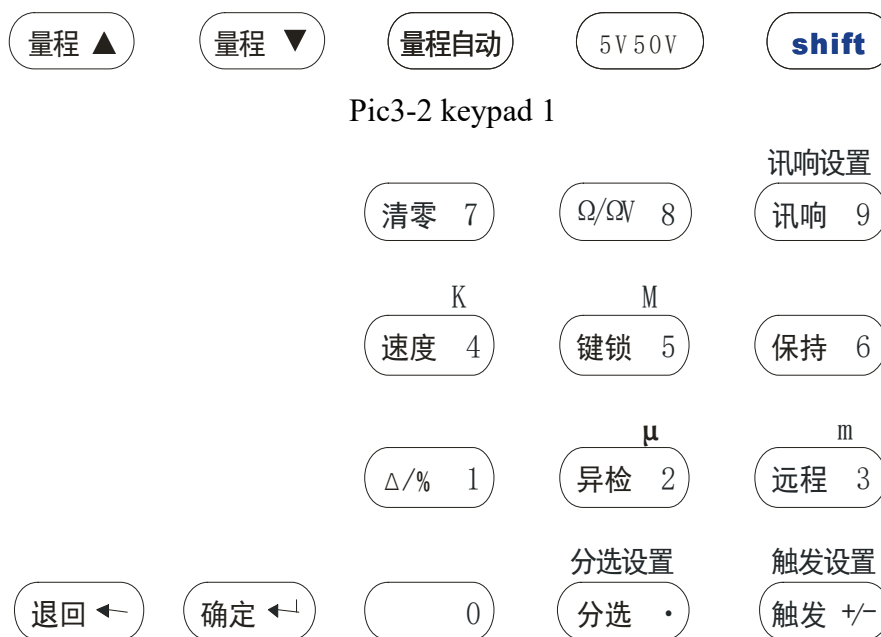 量程 ▲ 量程 ▼ 量程自动 5V50V shift
Pic3-2 keypad 1
讯响设置
清零 7 Ω/ΩV 8 讯响 9
K M
速度 4 键锁 5 保持 6
μ m
Δ/% 1 异检 2 远程 3
分选设置 触发设置
退回 ← 确定 ↵ 0 分选 · 触发 +/-